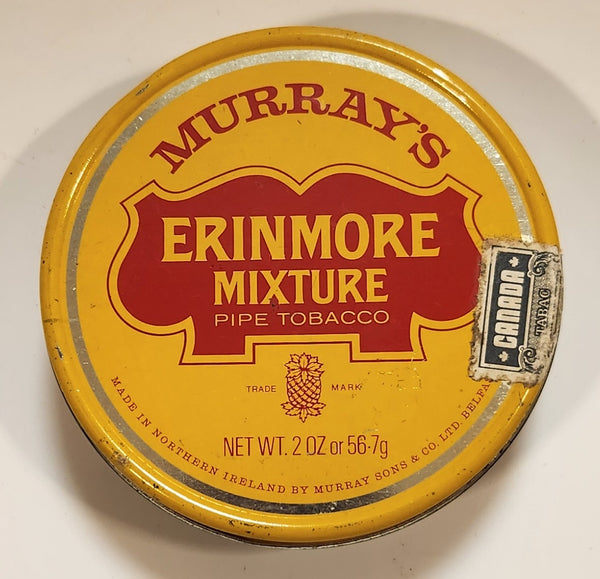 MURRAY'S
ERINMORE
MIXTURE
PIPE TOBACCO
TRADE MARK
NET WT. 2 OZ or 56·7g
MADE IN NORTHERN IRELAND BY MURRAY SONS & CO. LTD. BELFA
CANADA
TABAC